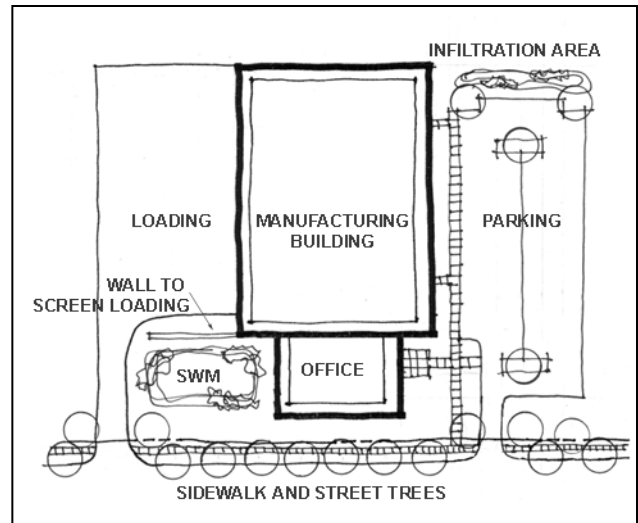 INFILTRATION AREA
LOADING
MANUFACTURING
BUILDING
PARKING
WALL TO
SCREEN LOADING
SWM
OFFICE
SIDEWALK AND STREET TREES